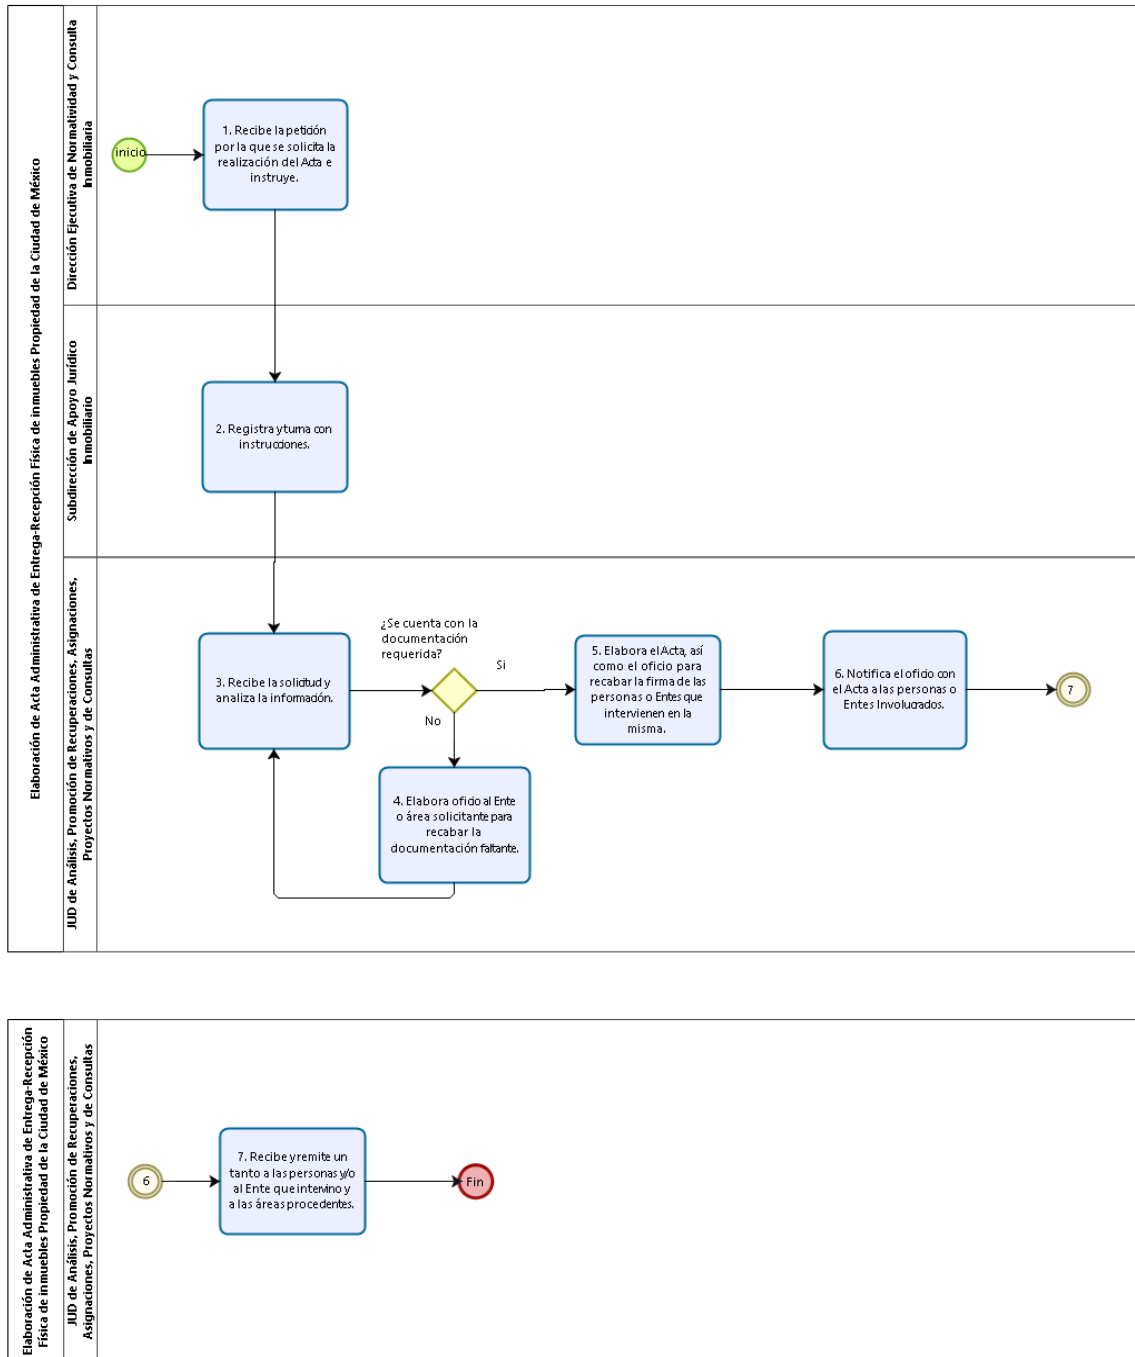 Elaboración de Acta Administrativa de Entrega-Recepción Física de inmuebles Propiedad de la Ciudad de México
Dirección Ejecutiva de Normatividad y Consulta
Inmobiliaria
inicio
1. Recibe la petición
por la que se solicita la
realización del Acta e
instruye.
Subdirección de Apoyo Jurídico
Inmobiliario
2. Registra y turna con
instrucciones.
JUD de Análisis, Promoción de Recuperaciones, Asignaciones,
Proyectos Normativos y de Consultas
3. Recibe la solicitud y
analiza la información.
¿Se cuenta con la
documentación
requerida?
Si
No
4. Elabora oficio al Ente
o área solicitante para
recabar la
documentación faltante.
5. Elabora el Acta, así
como el oficio para
recabar la firma de las
personas o Entes que
intervienen en la
misma.
6. Notifica el oficio con
el Acta a las personas o
Entes Involucrados.
7
Elaboración de Acta Administrativa de Entrega-Recepción
Física de inmuebles Propiedad de la Ciudad de México
JUD de Análisis, Promoción de Recuperaciones,
Asignaciones, Proyectos Normativos y de Consultas
6
7. Recibe y remite un
tanto a las personas y/o
al Ente que intervino y
a las áreas procedentes.
Fin